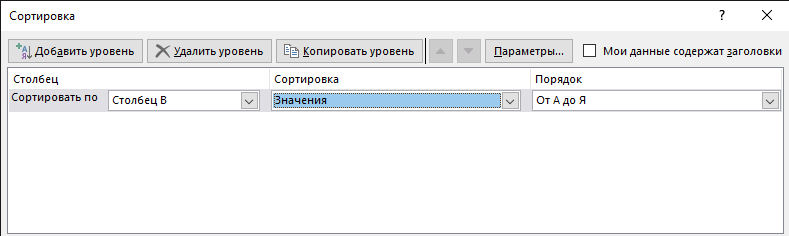 Сортировка
? ×
Добавить уровень Удалить уровень Копировать уровень Параметры... Мои данные содержат заголовки
Столбец Сортировка Порядок
Сортировать по Столбец B Значения От А до Я